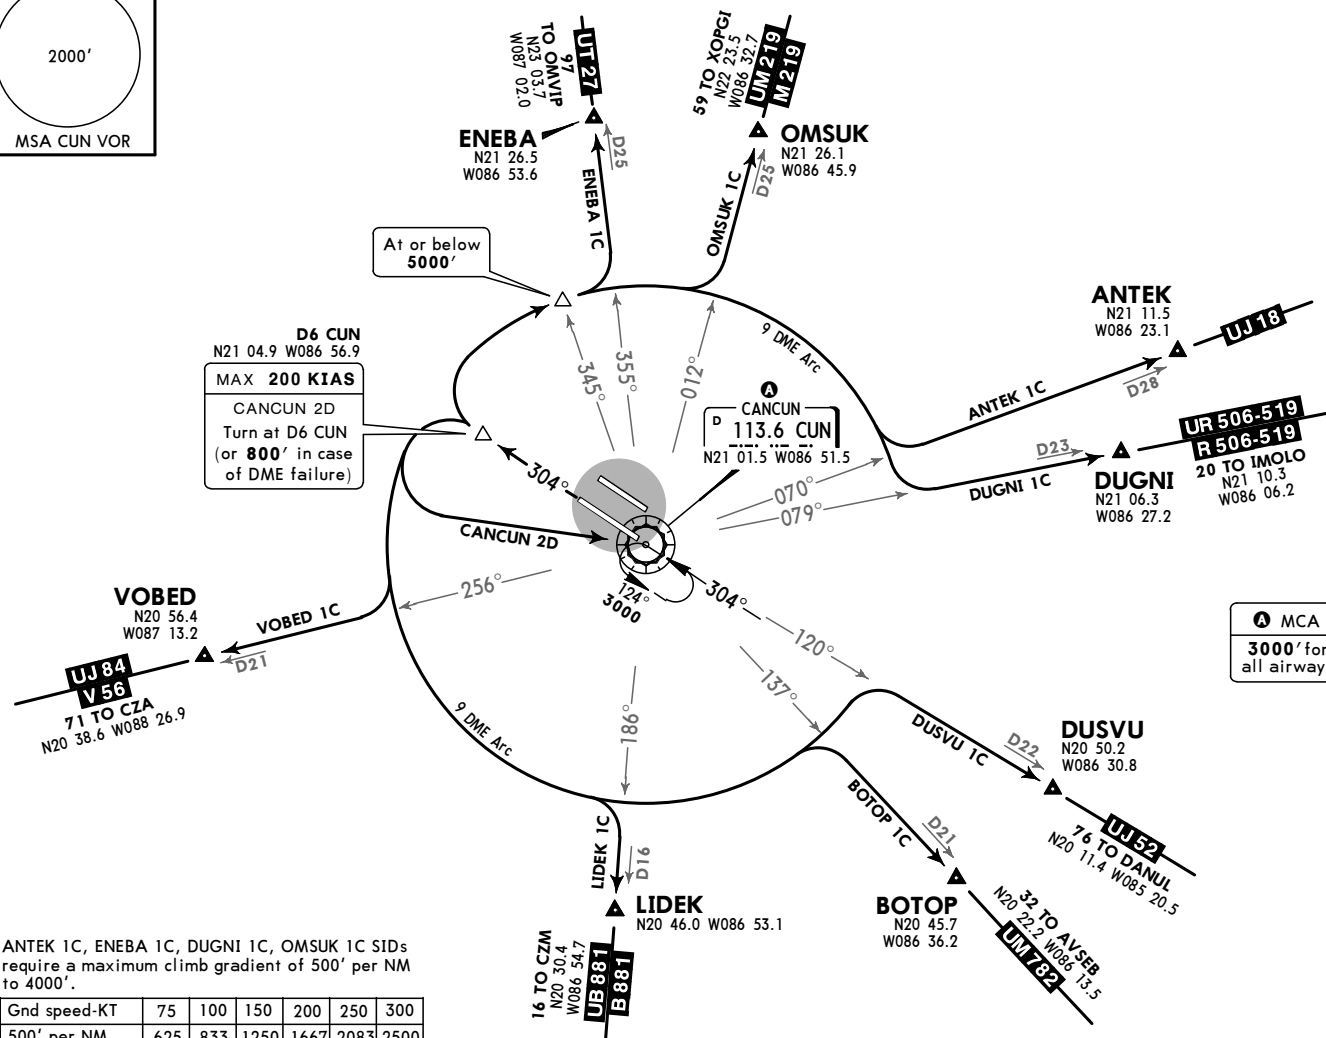 2000′
MSA CUN VOR
97
TO OMVIP
N23 03.7
W087 02.0
UT 27
59 TO XOPGI
N22 23.5
W086 32.7
UM 219
M 219
ENEBA
N21 26.5
W086 53.6
D25
ENEBA 1C
OMSUK
N21 26.1
W086 45.9
D25
OMSUK 1C
At or below
5000′
ANTEK
N21 11.5
W086 23.1
UJ 18
D28
ANTEK 1C
9 DME Arc
D6 CUN
N21 04.9 W086 56.9
MAX 200 KIAS
CANCUN 2D
Turn at D6 CUN
(or 800′ in case
of DME failure)
345°
355°
012°
A
CANCUN
D 113.6 CUN
N21 01.5 W086 51.5
304°
070°
079°
D23
DUGNI 1C
DUGNI
N21 06.3
W086 27.2
UR 506-519
R 506-519
20 TO IMOLO
N21 10.3
W086 06.2
CANCUN 2D
256°
124°
3000
304°
120°
137°
186°
VOBED
N20 56.4
W087 13.2
VOBED 1C
D21
UJ 84
V 56
71 TO CZA
N20 38.6 W088 26.9
A MCA
3000′ for
all airway
9 DME Arc
DUSVU 1C
D22
DUSVU
N20 50.2
W086 30.8
UJ 52
76 TO DANUL
N20 11.4 W085 20.5
BOTOP 1C
D21
BOTOP
N20 45.7
W086 36.2
32 TO AVSEB
N20 22.2 W086 13.5
UM 782
LIDEK 1C
D16
LIDEK
N20 46.0 W086 53.1
16 TO CZM
N20 30.4
W086 54.7
UB 881
B 881
ANTEK 1C, ENEBA 1C, DUGNI 1C, OMSUK 1C SIDs
require a maximum climb gradient of 500′ per NM
to 4000′.
Gnd speed-KT 75 100 150 200 250 300
500′ per NM 625 833 1250 1667 2083 2500